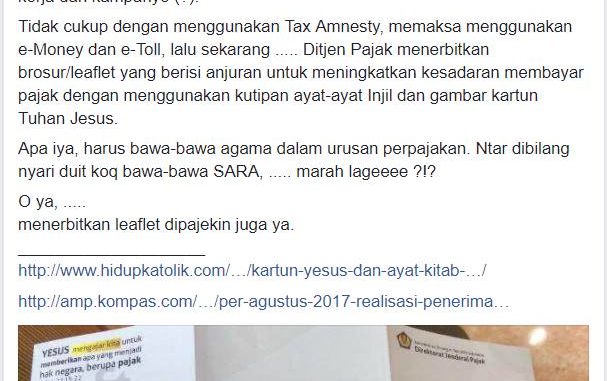 Tidak cukup dengan menggunakan Tax Amnesty, memaksa menggunakan
e-Money dan e-Toll, lalu sekarang ..... Ditjen Pajak menerbitkan
brosur/leaflet yang berisi anjuran untuk meningkatkan kesadaran membayar
pajak dengan menggunakan kutipan ayat-ayat Injil dan gambar kartun
Tuhan Jesus.
Apa iya, harus bawa-bawa agama dalam urusan perpajakan. Ntar dibilang
nyari duit koq bawa-bawa SARA, ..... marah lageeee ?!?
O ya, .....
menerbitkan leaflet dipajekin juga ya.
http://www.hidupkatolik.com/…/kartun-yesus-dan-ayat-kitab-…/
http://amp.kompas.com/…/per-agustus-2017-realisasi-penerima…
YESUS mengajar kita untuk
memberikan apa yang menjadi
hak negara, berupa pajak
Direktorat Jenderal Pajak